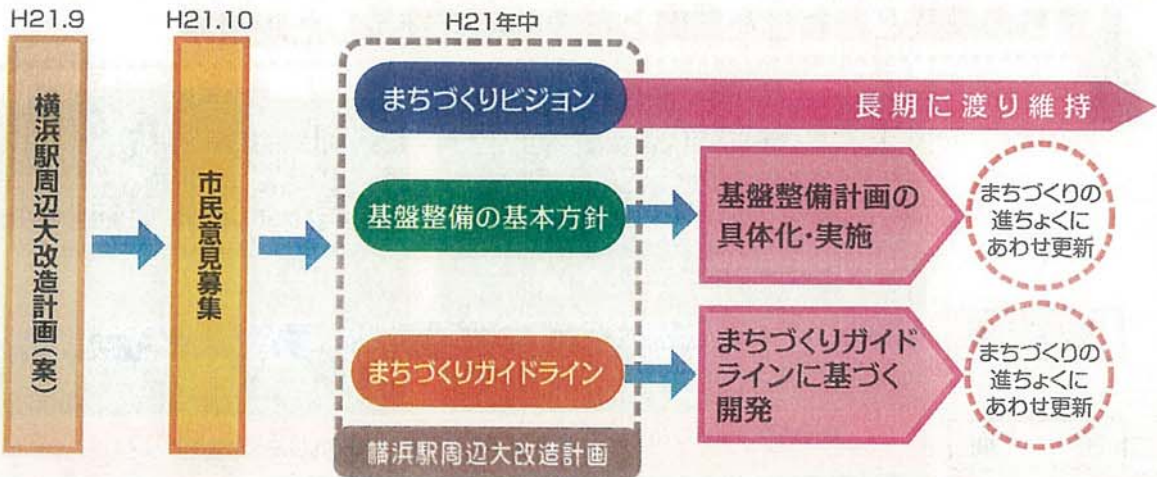 H21.9
H21.10
H21年中
横浜駅周辺大改造計画(案)
市民意見募集
まちづくりビジョン
長期に渡り維持
基盤整備の基本方針
基盤整備計画の
具体化・実施
まちづくりの
進ちょくに
あわせ更新
まちづくりガイドライン
まちづくりガイド
ラインに基づく
開発
まちづくりの
進ちょくに
あわせ更新
横浜駅周辺大改造計画